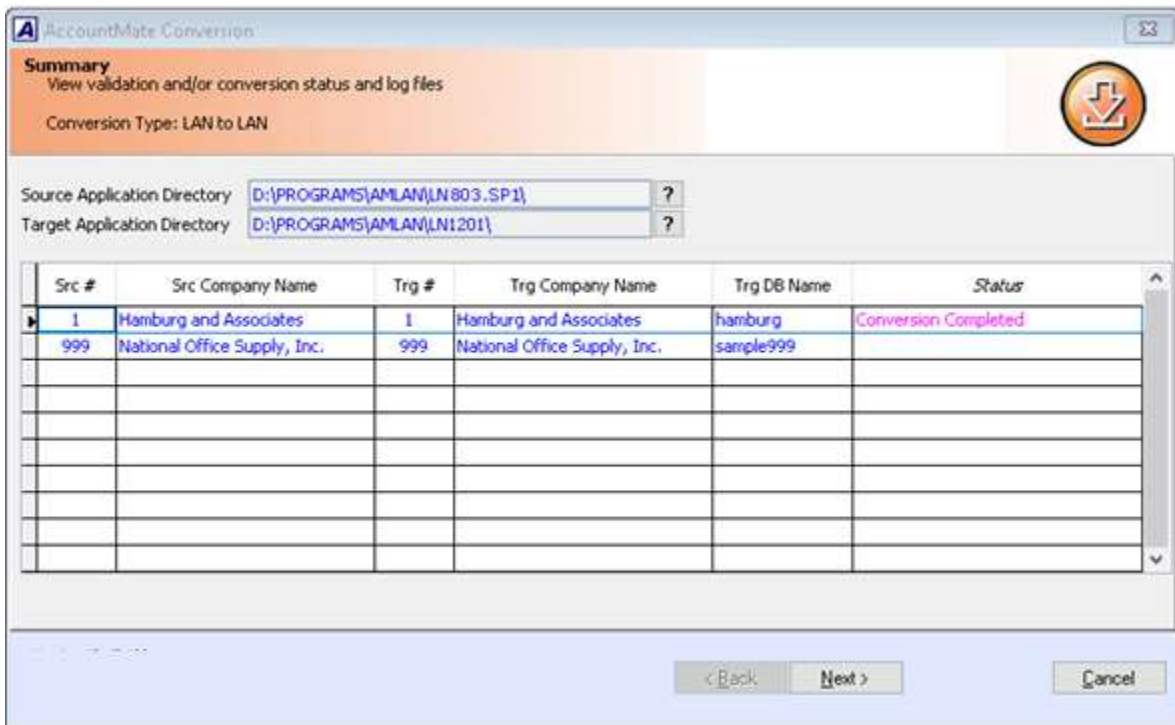 A AccountMate Conversion
Summary
View validation and/or conversion status and log files
Conversion Type: LAN to LAN
Source Application Directory D:\PROGRAMS\AMLAN\LN803.SP1\ ?
Target Application Directory D:\PROGRAMS\AMLAN\LN1201\ ?
Src # Src Company Name Trg # Trg Company Name Trg DB Name Status
1 Hamburg and Associates 1 Hamburg and Associates hamburg Conversion Completed
999 National Office Supply, Inc. 999 National Office Supply, Inc. sample999
< Back Next > Cancel